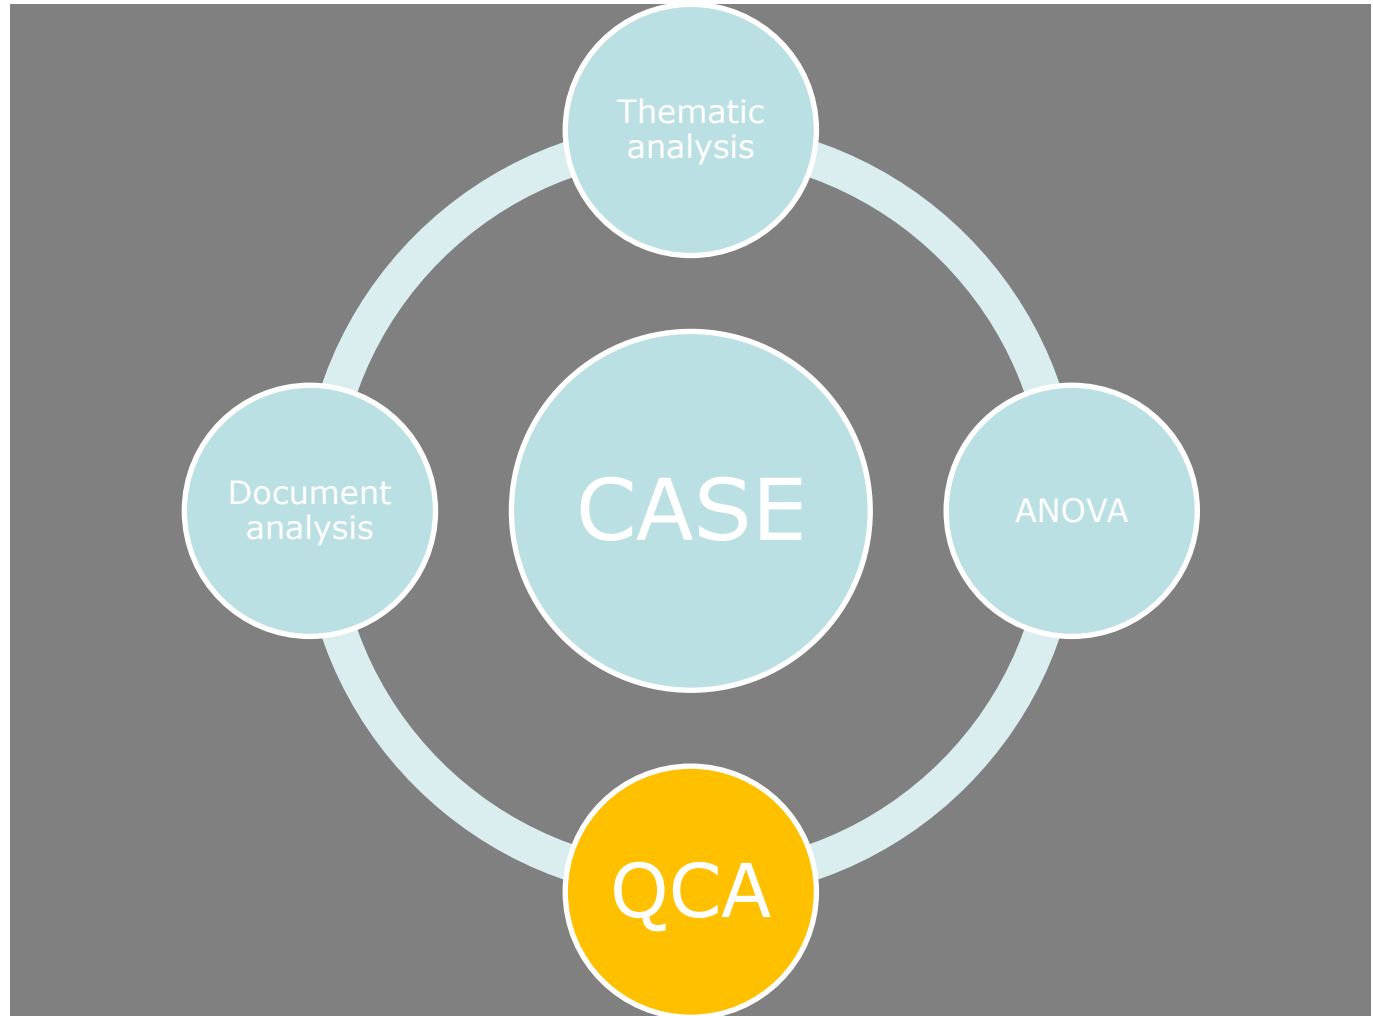 Thematic
analysis
Document
analysis
CASE
ANOVA
QCA